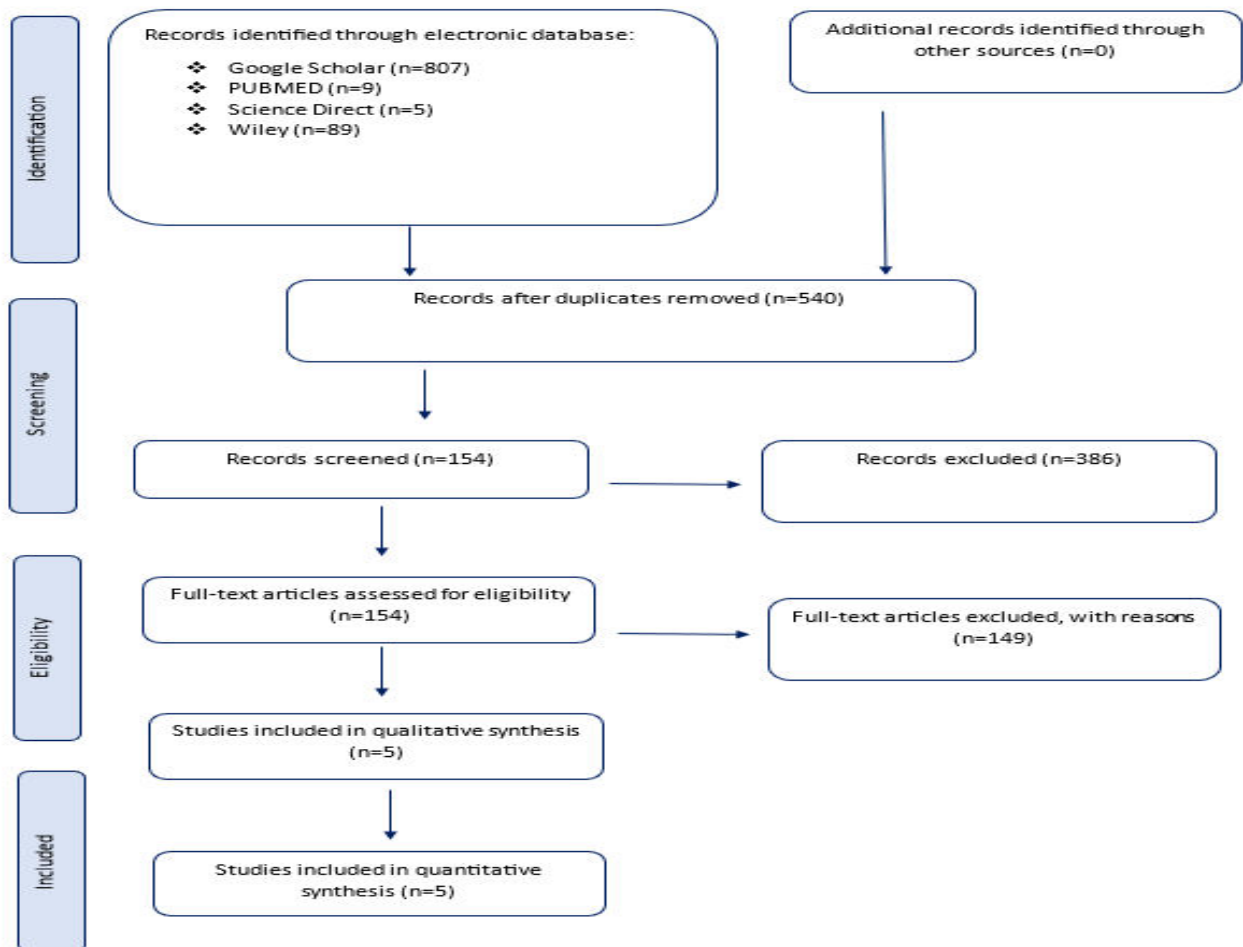 Identification
Records identified through electronic database:
❖ Google Scholar (n=807)
❖ PUBMED (n=9)
❖ Science Direct (n=5)
❖ Wiley (n=89)
Additional records identified through
other sources (n=0)
Screening
Records after duplicates removed (n=540)
Records screened (n=154)
Records excluded (n=386)
Eligibility
Full-text articles assessed for eligibility
(n=154)
Full-text articles excluded, with reasons
(n=149)
Studies included in qualitative synthesis
(n=5)
Included
Studies included in quantitative
synthesis (n=5)